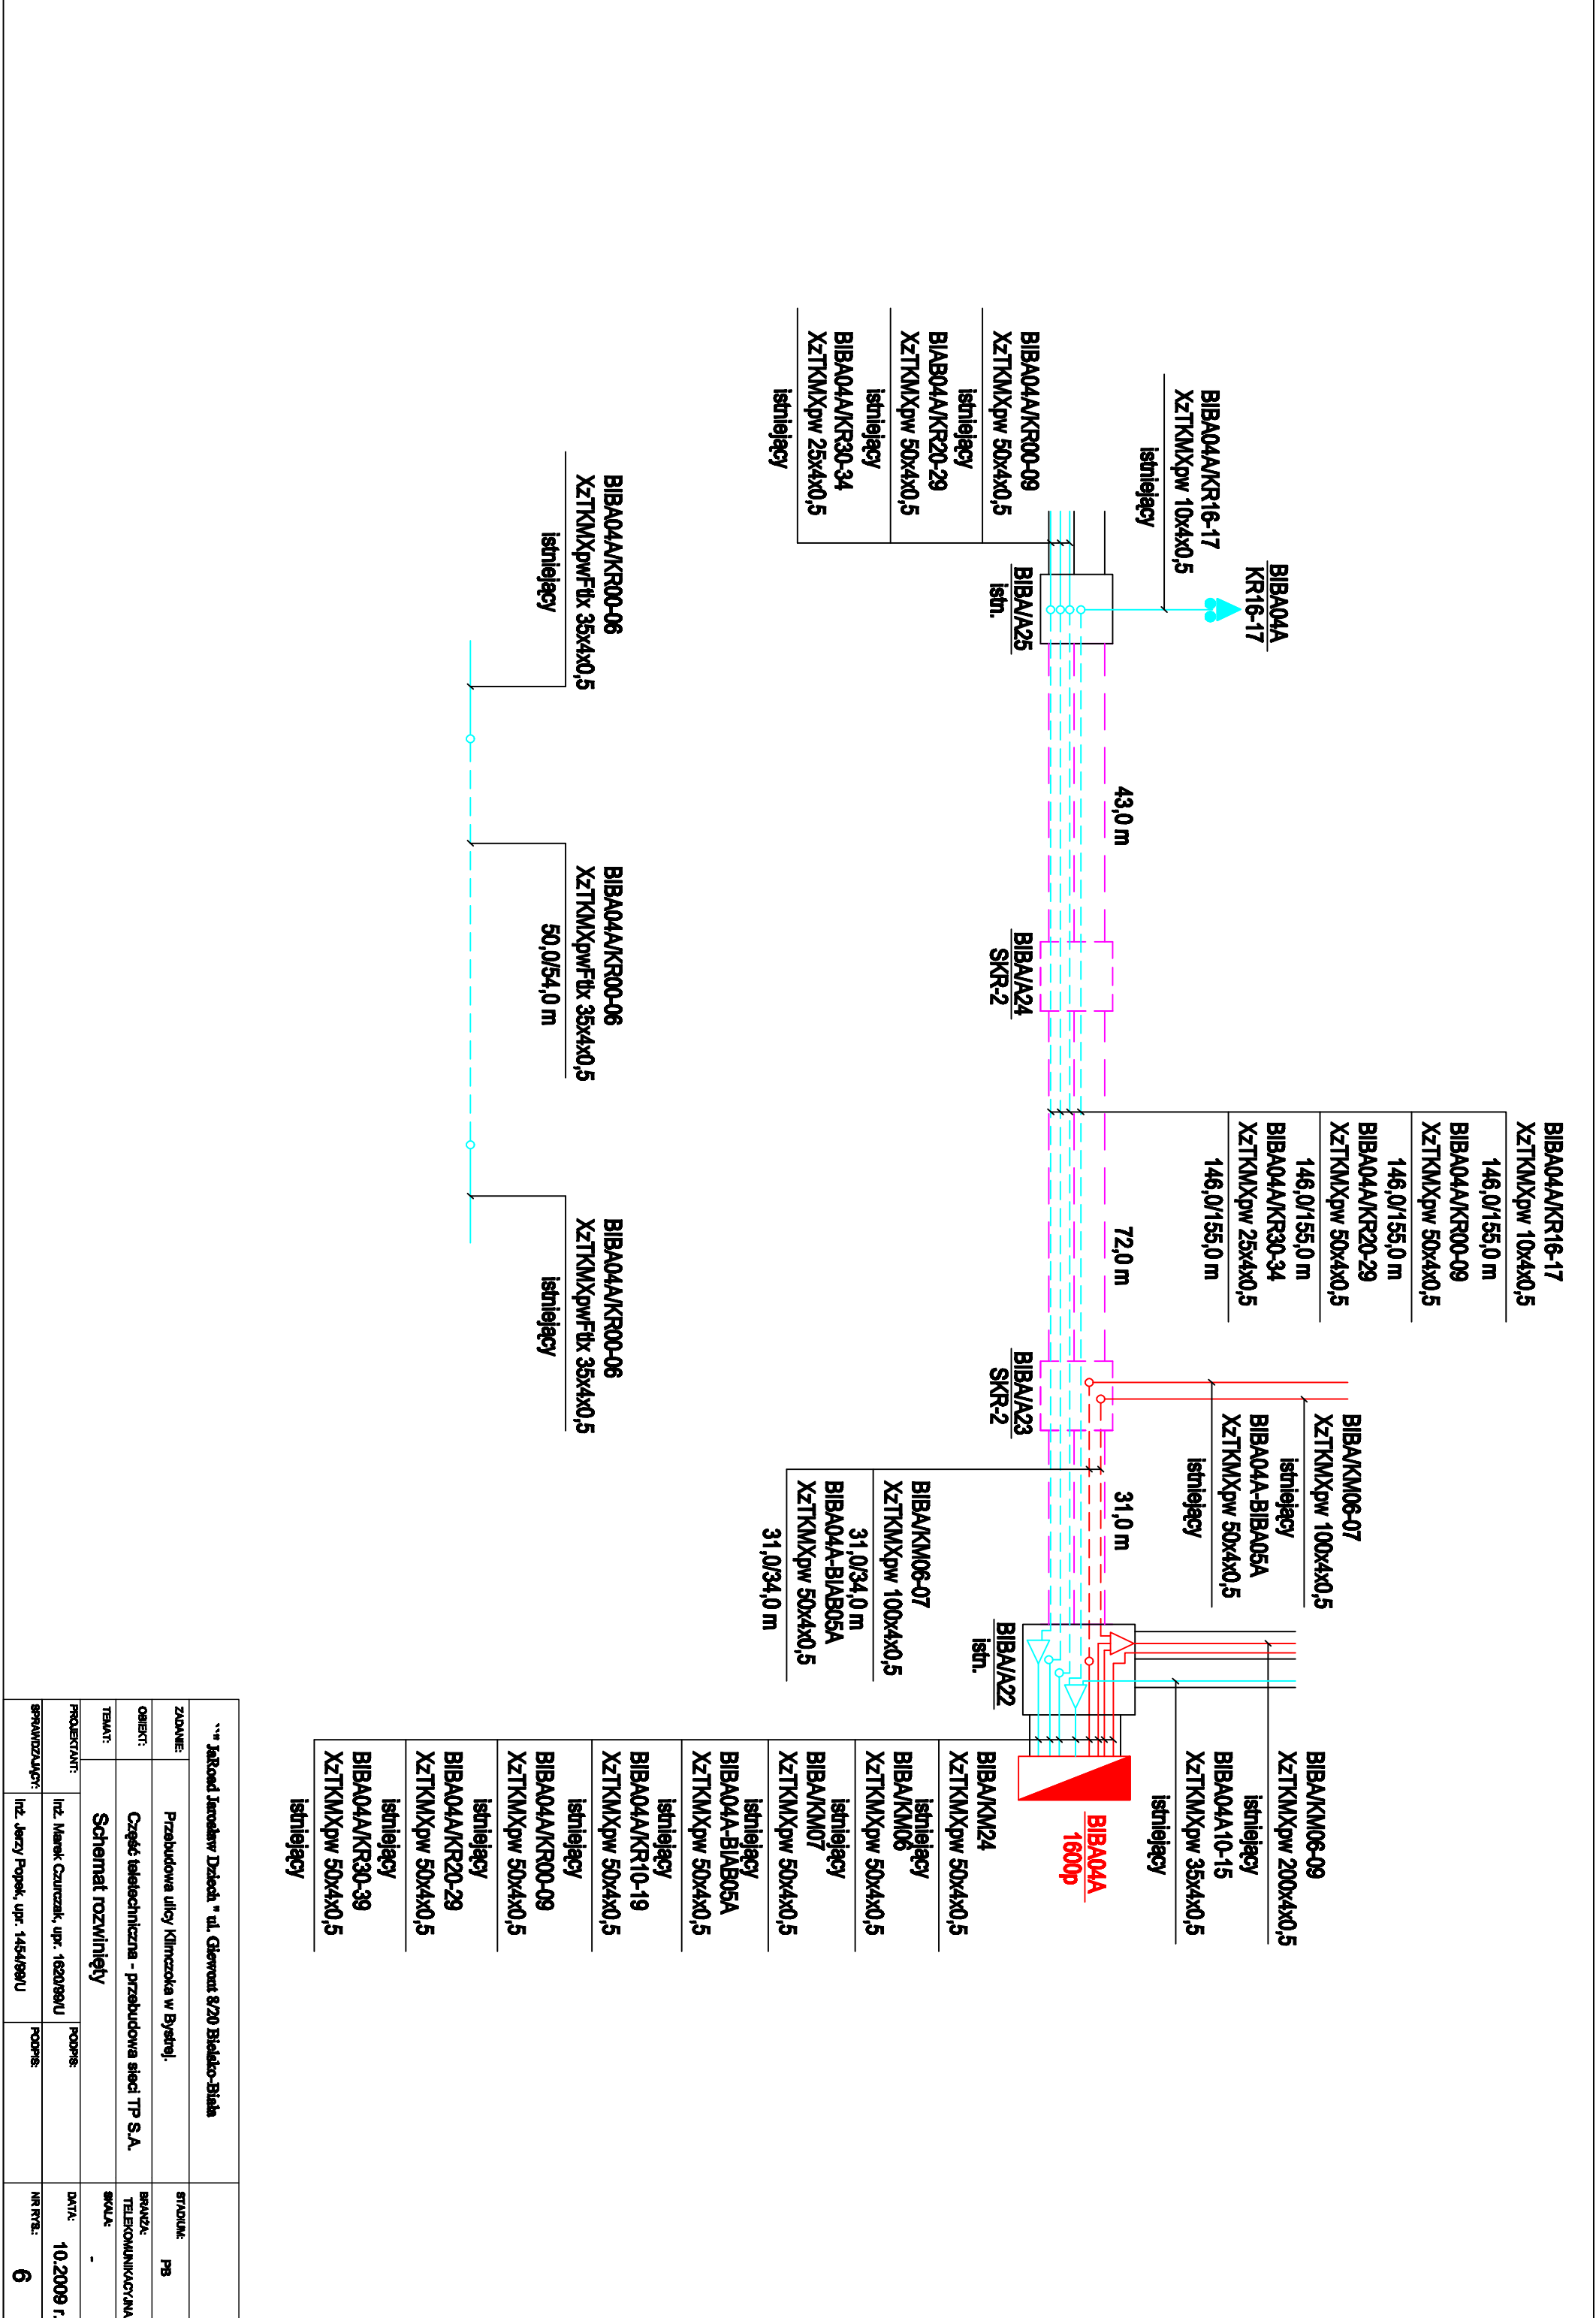 BIBA04A
KR16-17
BIBA04A/KR16-17
XzTKMXpw 10x4x0,5
istniejący
BIBA04A/KR00-09
XzTKMXpw 50x4x0,5
istniejący
BIAB04A/KR20-29
XzTKMXpw 50x4x0,5
istniejący
BIBA04A/KR30-34
XzTKMXpw 25x4x0,5
istniejący
BIBA/A25
istn.
43,0 m
BIBA/A24
SKR-2
BIBA04A/KR16-17
XzTKMXpw 10x4x0,5
146,0/155,0 m
BIBA04A/KR00-09
XzTKMXpw 50x4x0,5
146,0/155,0 m
BIBA04A/KR20-29
XzTKMXpw 50x4x0,5
146,0/155,0 m
BIBA04A/KR30-34
XzTKMXpw 25x4x0,5
146,0/155,0 m
72,0 m
BIBA/A23
SKR-2
BIBA/KM06-07
XzTKMXpw 100x4x0,5
istniejący
BIBA04A-BIBA05A
XzTKMXpw 50x4x0,5
istniejący
31,0 m
BIBA/KM06-07
XzTKMXpw 100x4x0,5
31,0/34,0 m
BIBA04A-BIAB05A
XzTKMXpw 50x4x0,5
31,0/34,0 m
BIBA/A22
istn.
BIBA/KM06-09
XzTKMXpw 200x4x0,5
istniejący
BIBA04A10-15
XzTKMXpw 35x4x0,5
istniejący
BIBA04A
1600p
BIBA/KM24
XzTKMXpw 50x4x0,5
istniejący
BIBA/KM06
XzTKMXpw 50x4x0,5
istniejący
BIBA/KM07
XzTKMXpw 50x4x0,5
istniejący
BIBA04A-BIAB05A
XzTKMXpw 50x4x0,5
istniejący
BIBA04A/KR10-19
XzTKMXpw 50x4x0,5
istniejący
BIBA04A/KR00-09
XzTKMXpw 50x4x0,5
istniejący
BIBA04A/KR20-29
XzTKMXpw 50x4x0,5
istniejący
BIBA04A/KR30-39
XzTKMXpw 50x4x0,5
istniejący
BIBA04A/KR00-06
XzTKMXpwFtlx 35x4x0,5
istniejący
BIBA04A/KR00-06
XzTKMXpwFtlx 35x4x0,5
50,0/54,0 m
BIBA04A/KR00-06
XzTKMXpwFtlx 35x4x0,5
istniejący
"" JaRoad Jarosław Dziech " ul. Giewont 8/20 Bielsko-Biała
ZADANIE: Przebudowa ulicy Klimczoka w Bystrej.
STADIUM: PB
OBIEKT: Część teletechniczna - przebudowa sieci TP S.A.
BRANŻA: TELEKOMUNIKACYJNA
TEMAT: Schemat rozwinięty
SKALA: -
PROJEKTANT: inż. Marek Czurczak, upr. 1620/99/U
PODPIS:
DATA: 10.2009 r.
SPRAWDZAJĄCY: inż. Jerzy Popek, upr. 1454/99/U
PODPIS:
NR RYS.: 6